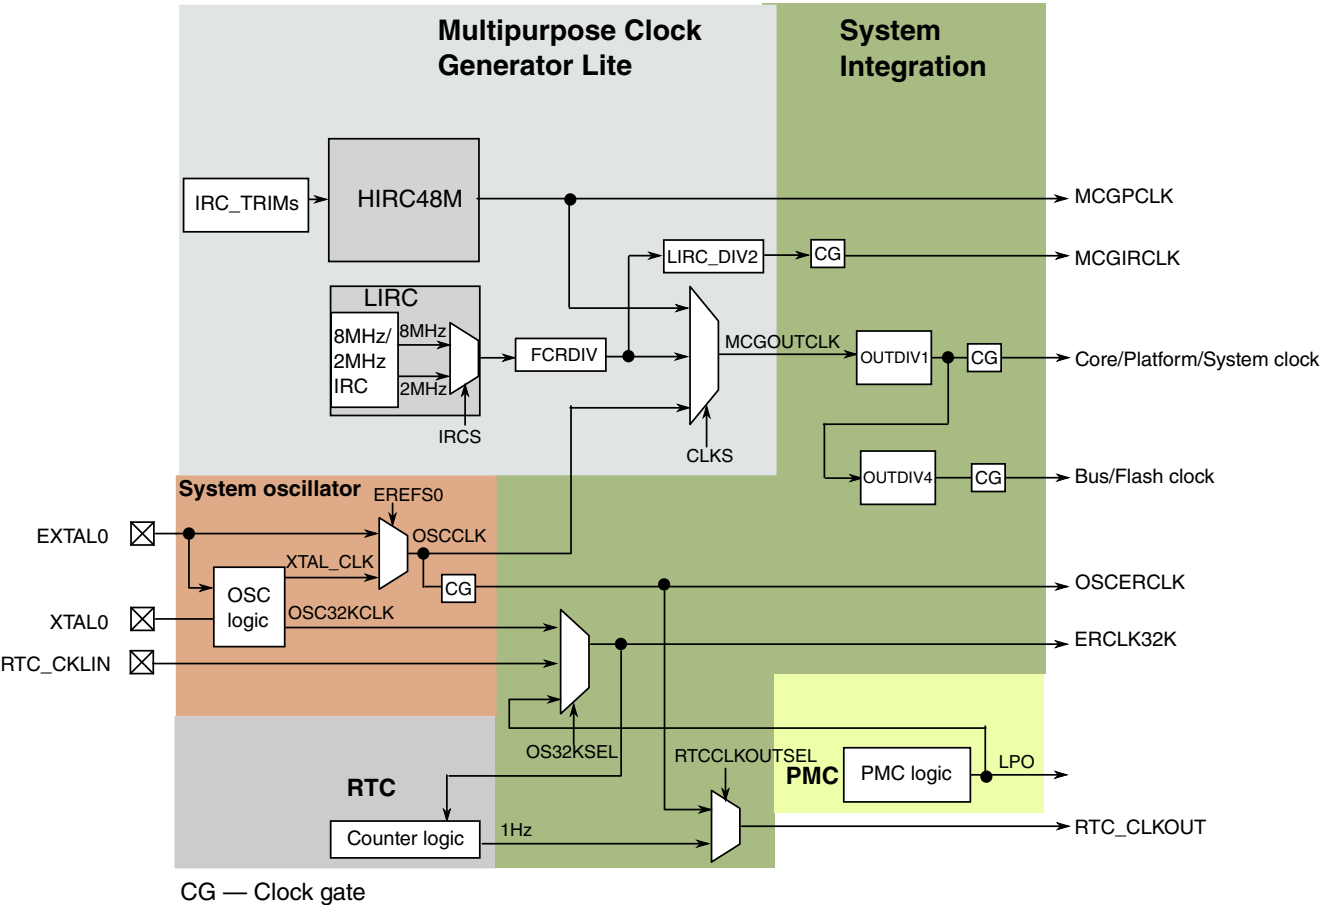 Multipurpose Clock
Generator Lite
System
Integration
IRC_TRIMs
HIRC48M
MCGPCLK
LIRC_DIV2
CG
MCGIRCLK
LIRC
8MHz/
2MHz
IRC
8MHz
2MHz
IRCS
FCRDIV
MCGOUTCLK
CLKS
OUTDIV1
CG
Core/Platform/System clock
OUTDIV4
CG
Bus/Flash clock
System oscillator
EREFS0
EXTAL0
OSCCLK
XTAL_CLK
OSC
logic
CG
OSCERCLK
XTAL0
OSC32KCLK
ERCLK32K
RTC_CKLIN
OS32KSEL
RTCCLKOUTSEL
PMC
PMC logic
LPO
RTC
Counter logic
1Hz
RTC_CLKOUT
CG — Clock gate